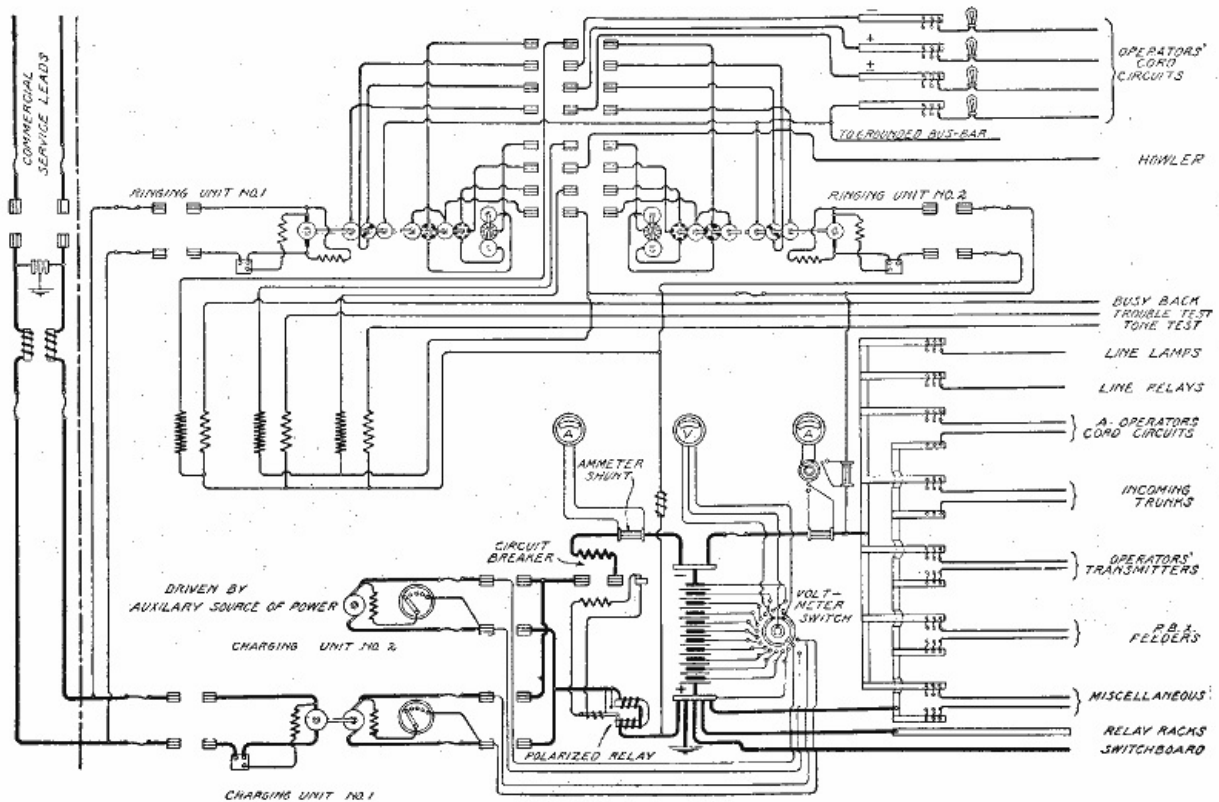 COMMERCIAL
SERVICE LEADS
RINGING UNIT NO.1
RINGING UNIT NO.2
−
+
±
OPERATORS'
CORD
CIRCUITS
TO GROUNDED BUS-BAR
HOWLER
BUSY BACK
TROUBLE TEST
TONE TEST
LINE LAMPS
LINE RELAYS
A- OPERATORS
CORD CIRCUITS
INCOMING
TRUNKS
OPERATORS'
TRANSMITTERS
P.B.X.
FEEDERS
MISCELLANEOUS
RELAY RACKS
SWITCHBOARD
A
V
A
AMMETER
SHUNT
CIRCUIT
BREAKER
VOLT-
METER
SWITCH
−
+
DRIVEN BY
AUXILARY SOURCE OF POWER
CHARGING UNIT NO.2
POLARIZED RELAY
CHARGING UNIT NO.1